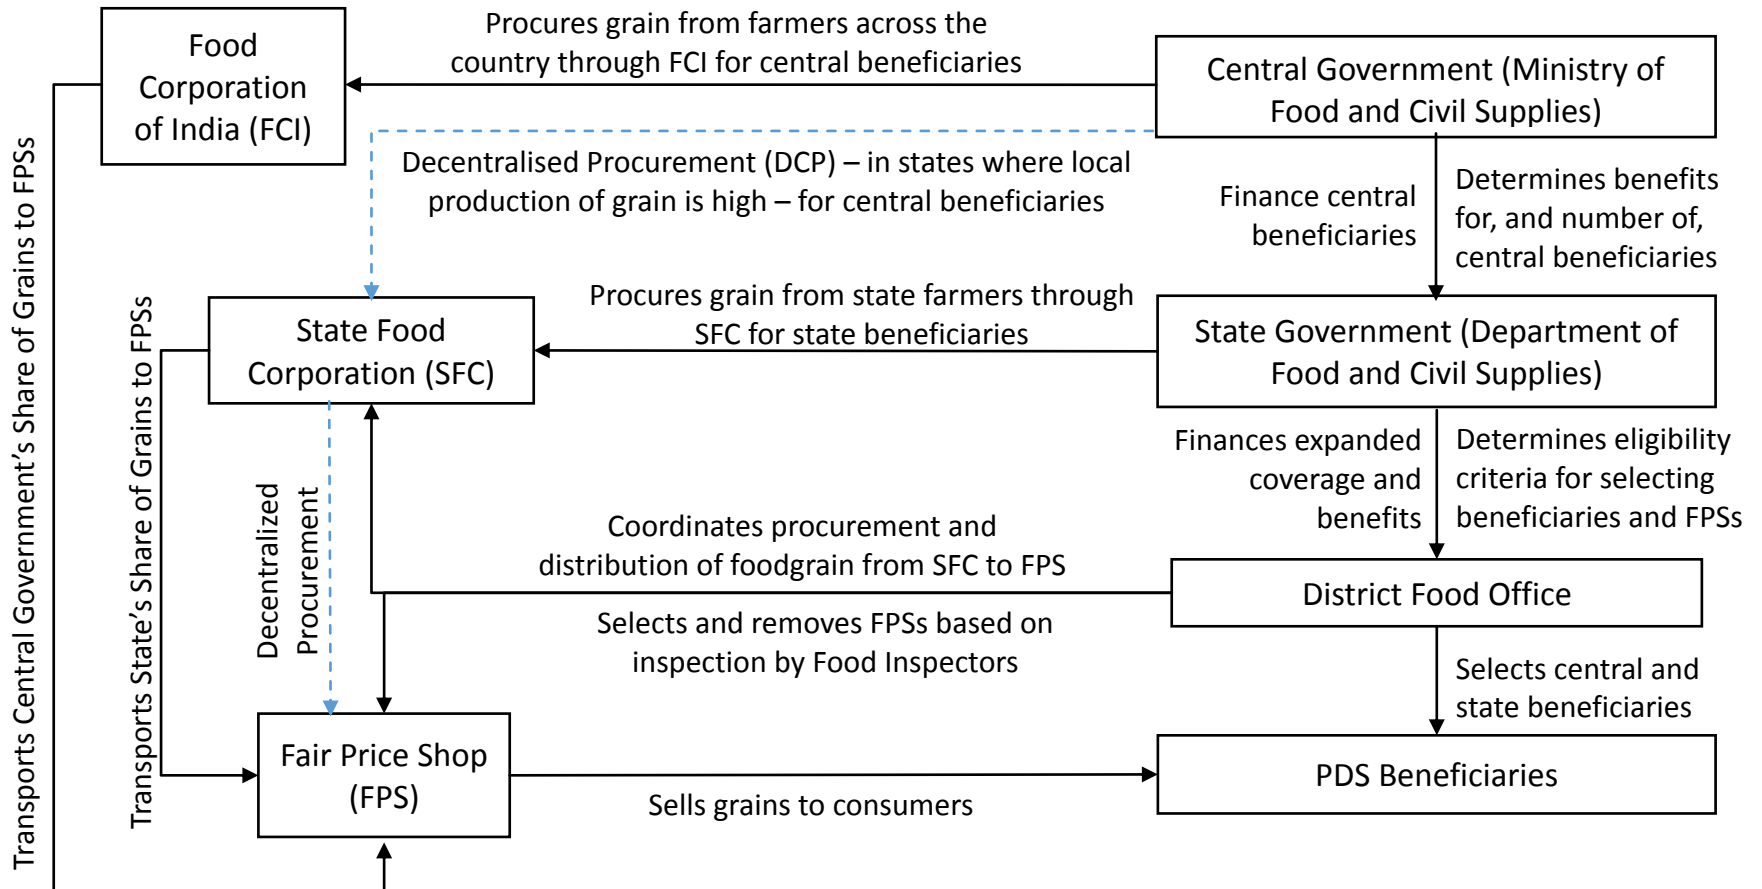 Food
Corporation
of India (FCI)
Procures grain from farmers across the
country through FCI for central beneficiaries
Central Government (Ministry of
Food and Civil Supplies)
Decentralised Procurement (DCP) – in states where local
production of grain is high – for central beneficiaries
Finance central
beneficiaries
Determines benefits
for, and number of,
central beneficiaries
Transports Central Government's Share of Grains to FPSs
Transports State's Share of Grains to FPSs
State Food
Corporation (SFC)
Procures grain from state farmers through
SFC for state beneficiaries
State Government (Department of
Food and Civil Supplies)
Finances expanded
coverage and
benefits
Determines eligibility
criteria for selecting
beneficiaries and FPSs
Decentralized
Procurement
Coordinates procurement and
distribution of foodgrain from SFC to FPS
District Food Office
Selects and removes FPSs based on
inspection by Food Inspectors
Selects central and
state beneficiaries
Fair Price Shop
(FPS)
Sells grains to consumers
PDS Beneficiaries